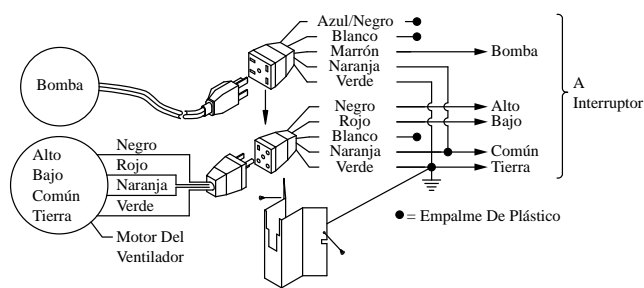 Azul/Negro
Blanco
Marrón
Naranja
Verde
Bomba
Bomba
A
Interruptor
Negro
Rojo
Blanco
Naranja
Verde
Alto
Bajo
Común
Tierra
Alto
Bajo
Común
Tierra
Negro
Rojo
Naranja
Verde
Motor Del
Ventilador
= Empalme De Plástico